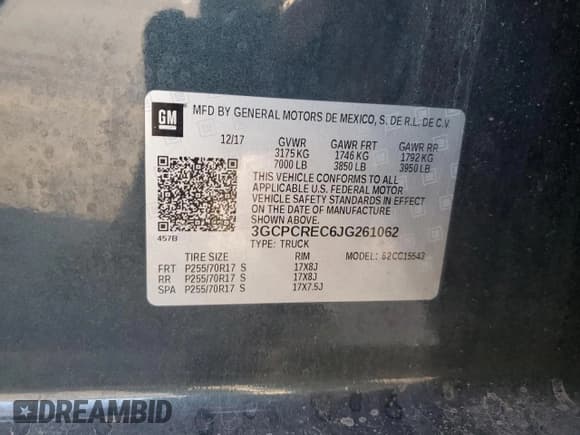 GM
MFD BY GENERAL MOTORS DE MEXICO, S. DE R.L. DE C.V.
12/17 GVWR GAWR FRT GAWR RR
3175 KG 1746 KG 1792 KG
7000 LB 3850 LB 3950 LB
THIS VEHICLE CONFORMS TO ALL
APPLICABLE U.S. FEDERAL MOTOR
VEHICLE SAFETY STANDARDS IN EFFECT
ON THE DATE OF MANUFACTURE
SHOWN ABOVE.
457B
3GCPCREC6JG261062
TYPE: TRUCK MODEL: 62CC15543
TIRE SIZE RIM
FRT P255/70R17 S 17X8J
RR P255/70R17 S 17X8J
SPA P255/70R17 S 17X7.5J
DREAMBID